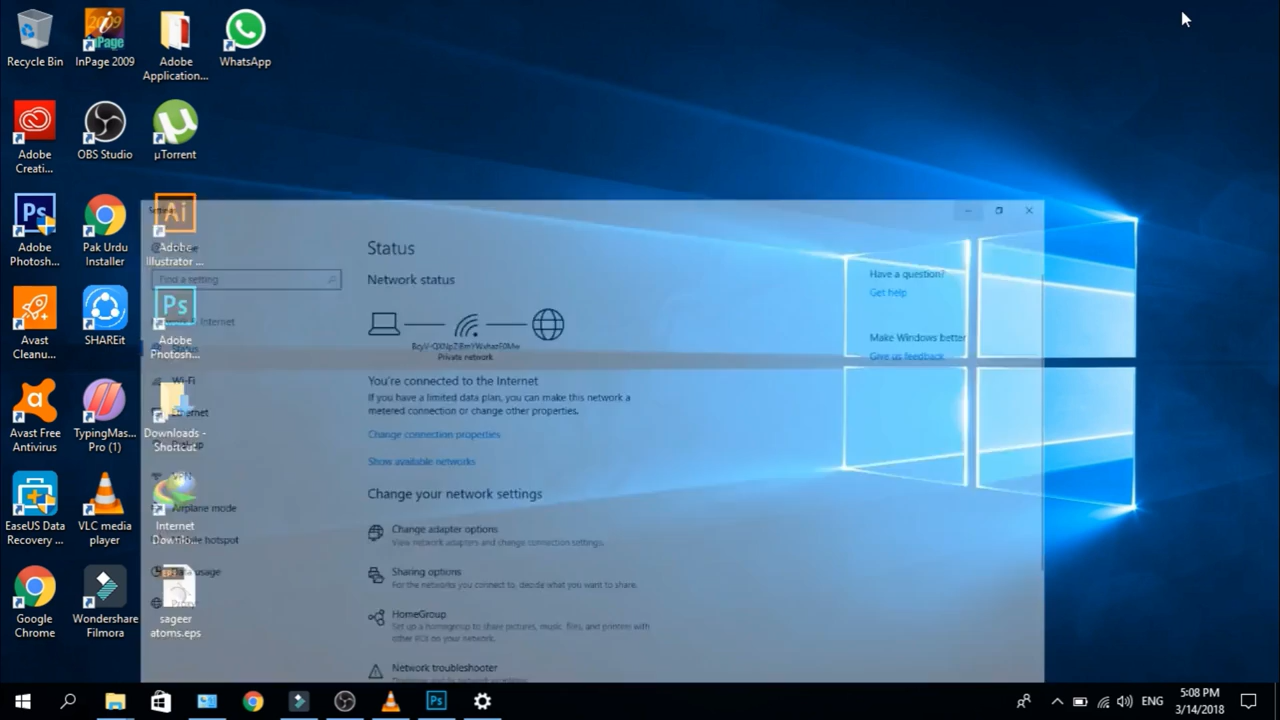 Recycle Bin
InPage 2009
Adobe
Application...
WhatsApp
Adobe
Creati...
OBS Studio
µTorrent
Adobe
Photosh...
Pak Urdu
Installer
Adobe
Illustrator ...
Avast
Cleanu...
SHAREit
Adobe
Photosh...
Avast Free
Antivirus
TypingMas...
Pro (1)
Downloads -
Shortcut
EaseUS Data
Recovery ...
VLC media
player
Internet
Downlo...
Google
Chrome
Wondershare
Filmora
sageer
atoms.eps
Find a setting
Network & Internet
Status
Wi-Fi
Ethernet
VPN
Airplane mode
Mobile hotspot
Data usage
Proxy
Status
Network status
Private network
You're connected to the Internet
If you have a limited data plan, you can make this network a
metered connection or change other properties.
Change connection properties
Show available networks
Change your network settings
Change adapter options
View network adapters and change connection settings.
Sharing options
For the networks you connect to, decide what you want to share.
HomeGroup
Set up a homegroup to share pictures, music, files, and printers with
other PCs on your network.
Network troubleshooter
Have a question?
Get help
Make Windows better
Give us feedback
ENG
5:08 PM
3/14/2018